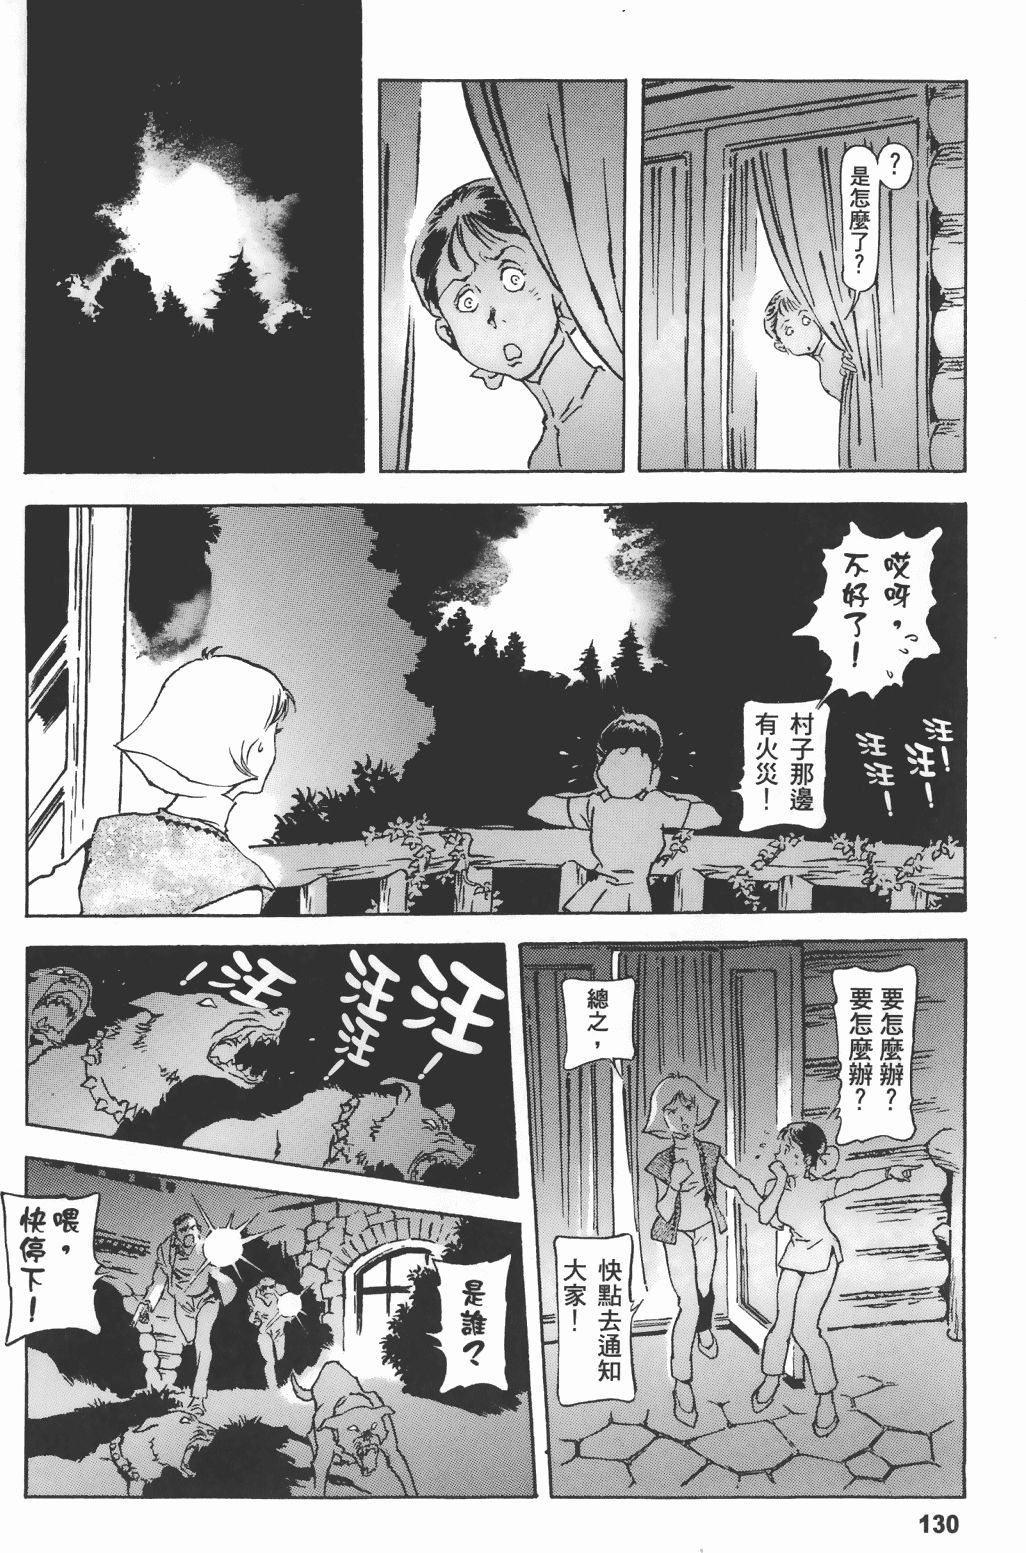 ？
是怎麼了？
哎呀，
不好了！
村子那邊
有火災！
汪！
汪！
汪
汪！
要怎麼辦？
要怎麼辦？
總之，
快點去通知
大家！
汪！
汪
汪！
汪！
是誰？
喂，
快停下！
130